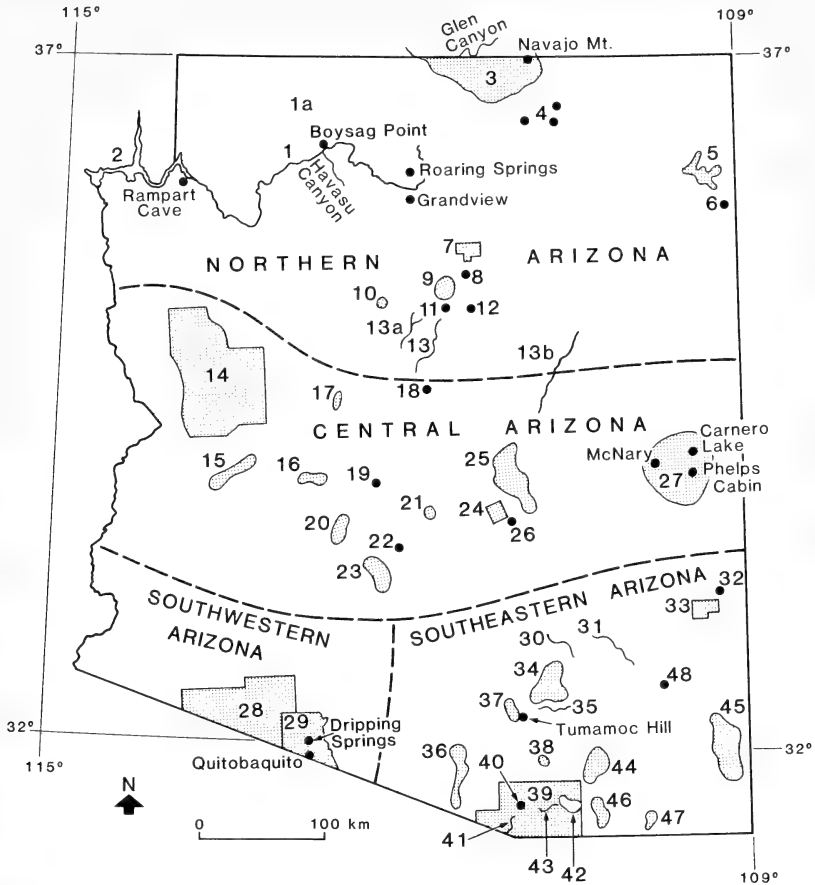 115°
109°
37°
37°
Glen
Canyon
Navajo Mt.
3
1a
4
Boysag Point
2
1
5
Havasu
Canyon
Roaring Springs
Rampart
Cave
Grandview
6
7
NORTHERN ARIZONA
8
9
10
11
12
13a
13
13b
14
17
18
CENTRAL ARIZONA
Carnero
Lake
McNary
25
15
16
19
27
Phelps
Cabin
21
24
20
26
22
23
SOUTHWESTERN
ARIZONA
SOUTHEASTERN ARIZONA
32
33
30
31
34
48
28
29
37
35
45
32°
Dripping
Springs
Tumamoc Hill
32°
Quitobaquito
36
38
44
115°
N
40
39
46
47
0 100 km
41
43
42
109°